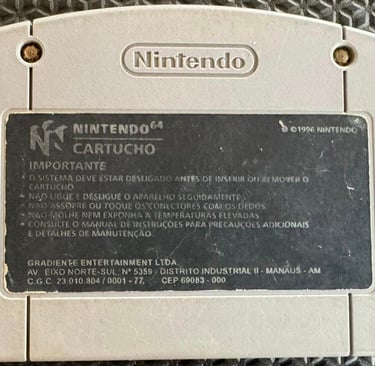 Nintendo
NINTENDO 64
©1996 NINTENDO
CARTUCHO
IMPORTANTE
• O SISTEMA DEVE ESTAR DESLIGADO ANTES DE INSERIR OU REMOVER O
CARTUCHO
• NÃO LIGUE E DESLIGUE O APARELHO SEGUIDAMENTE
• NÃO ASSOPRE OU TOQUE OS CONECTORES COM OS DEDOS
• NÃO MOLHE NEM EXPONHA A TEMPERATURAS ELEVADAS
• CONSULTE O MANUAL DE INSTRUÇÕES PARA PRECAUÇÕES ADICIONAIS
E DETALHES DE MANUTENÇÃO.
GRADIENTE ENTERTAINMENT LTDA.
AV. EIXO NORTE-SUL, Nº 5359 - DISTRITO INDUSTRIAL II - MANAUS - AM
C.G.C. 23.010.804 / 0001 - 77. CEP 69083 - 000